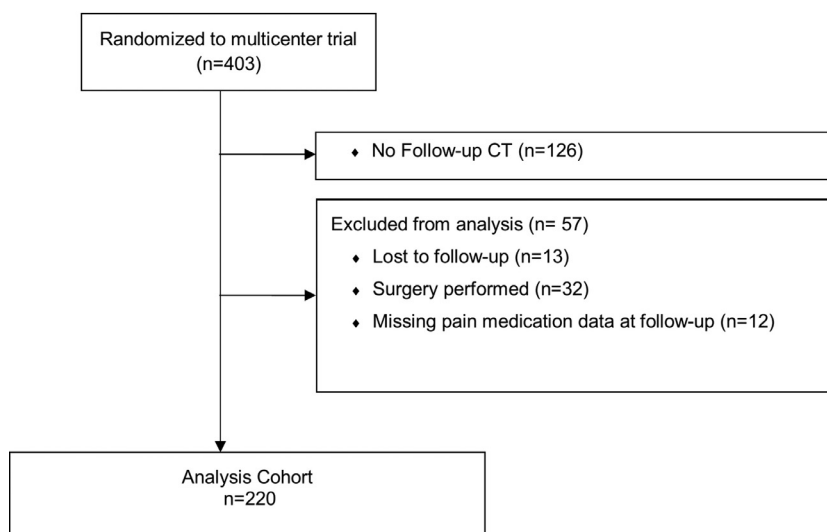 Randomized to multicenter trial
(n=403)
♦ No Follow-up CT (n=126)
Excluded from analysis (n= 57)
♦ Lost to follow-up (n=13)
♦ Surgery performed (n=32)
♦ Missing pain medication data at follow-up (n=12)
Analysis Cohort
n=220